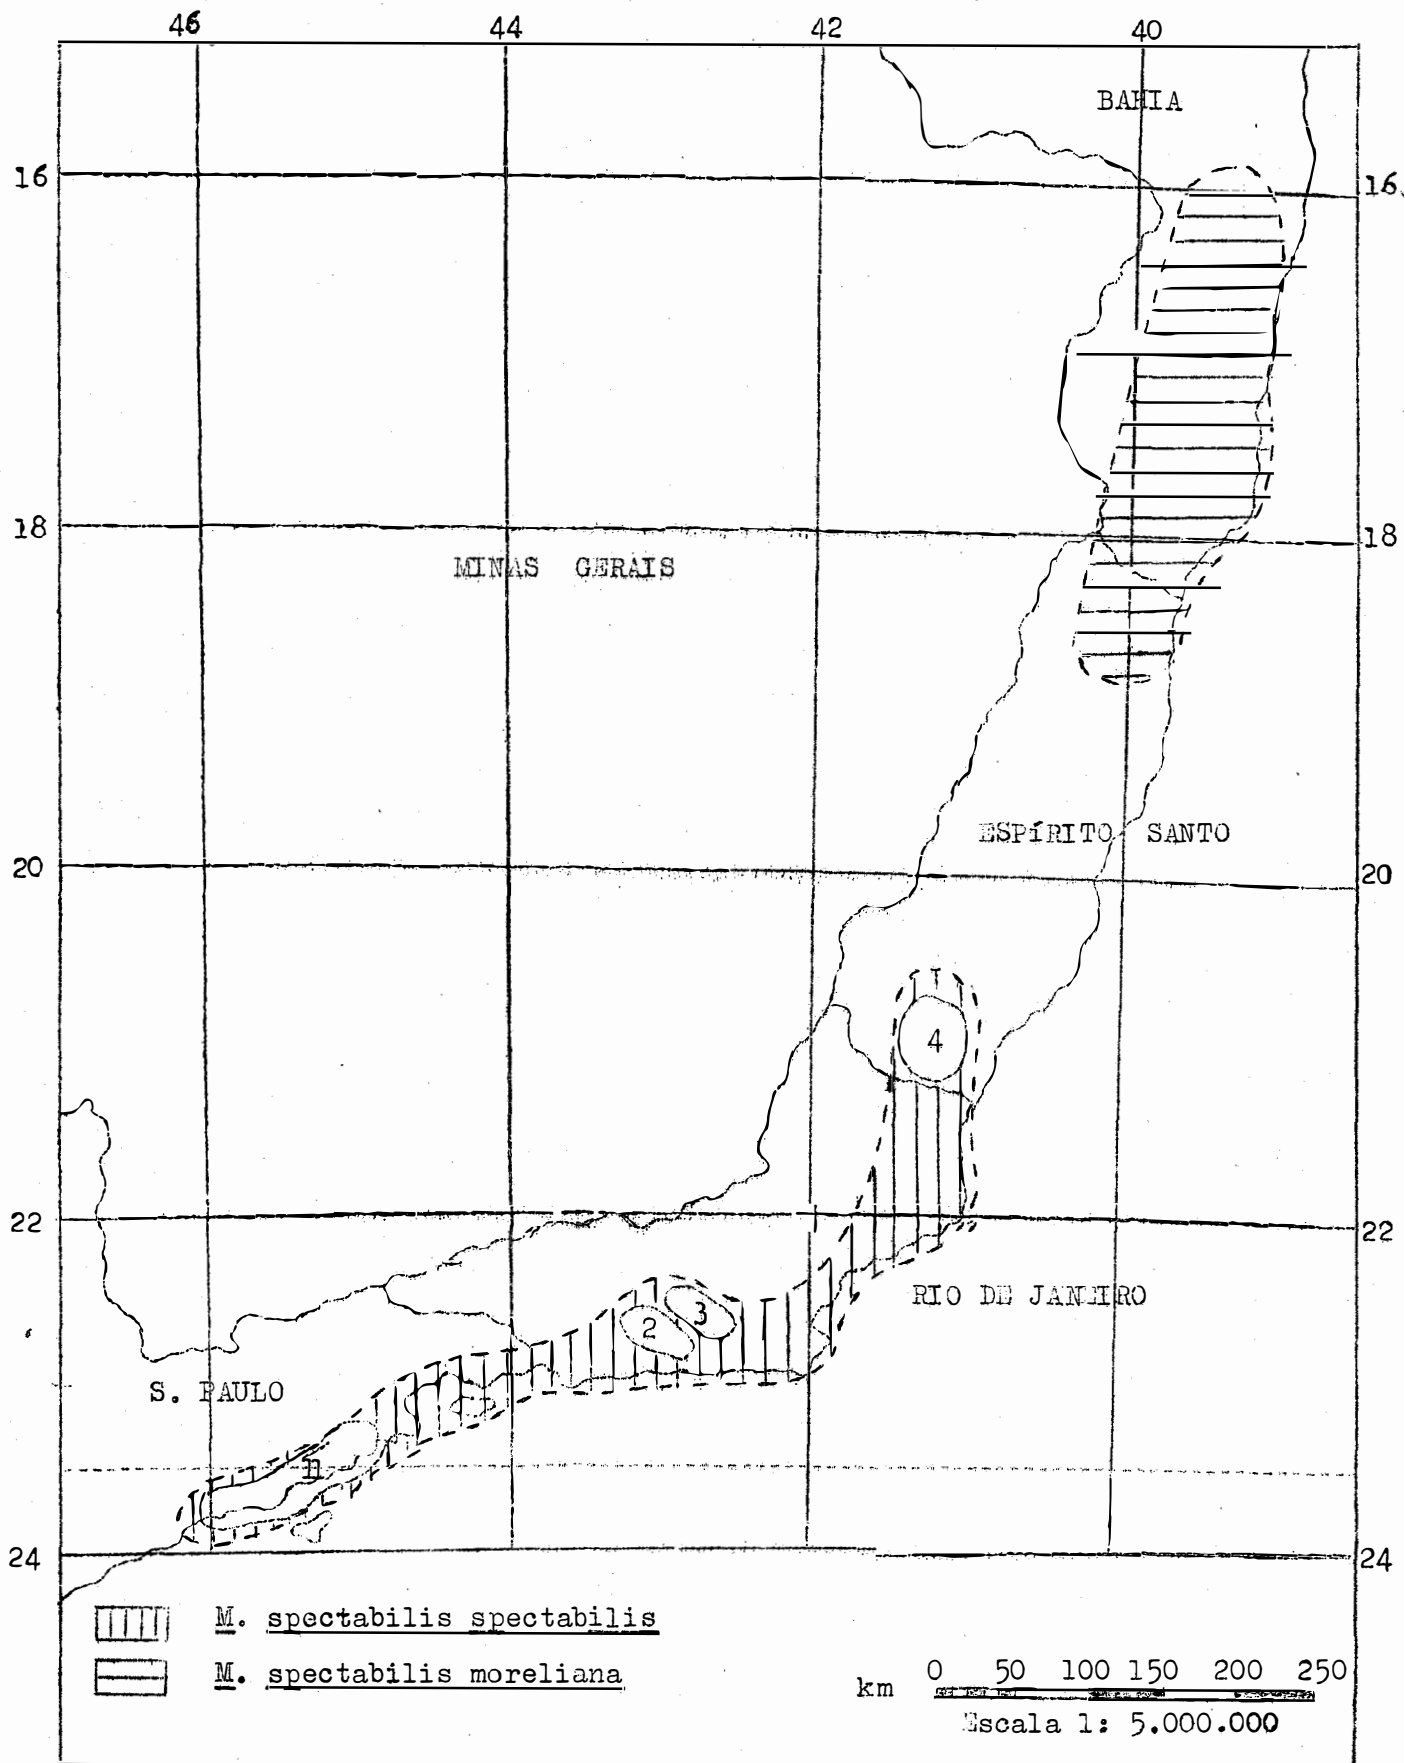 46 44 42 40
BAHIA
16 16
18 18
MINAS GERAIS
ESPÍRITO SANTO
20 20
4
22 22
RIO DE JANEIRO
3
2
S. PAULO
24 24
M. spectabilis spectabilis
M. spectabilis moreliana
0 50 100 150 200 250
km
Escala 1: 5.000.000